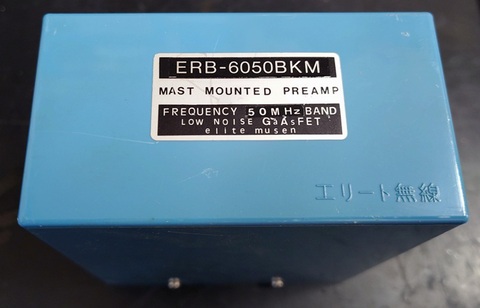 ERB-6050BKM
MAST MOUNTED PREAMP
FREQUENCY 50MHz BAND
LOW NOISE GaAsFET
elite musen
エリート無線